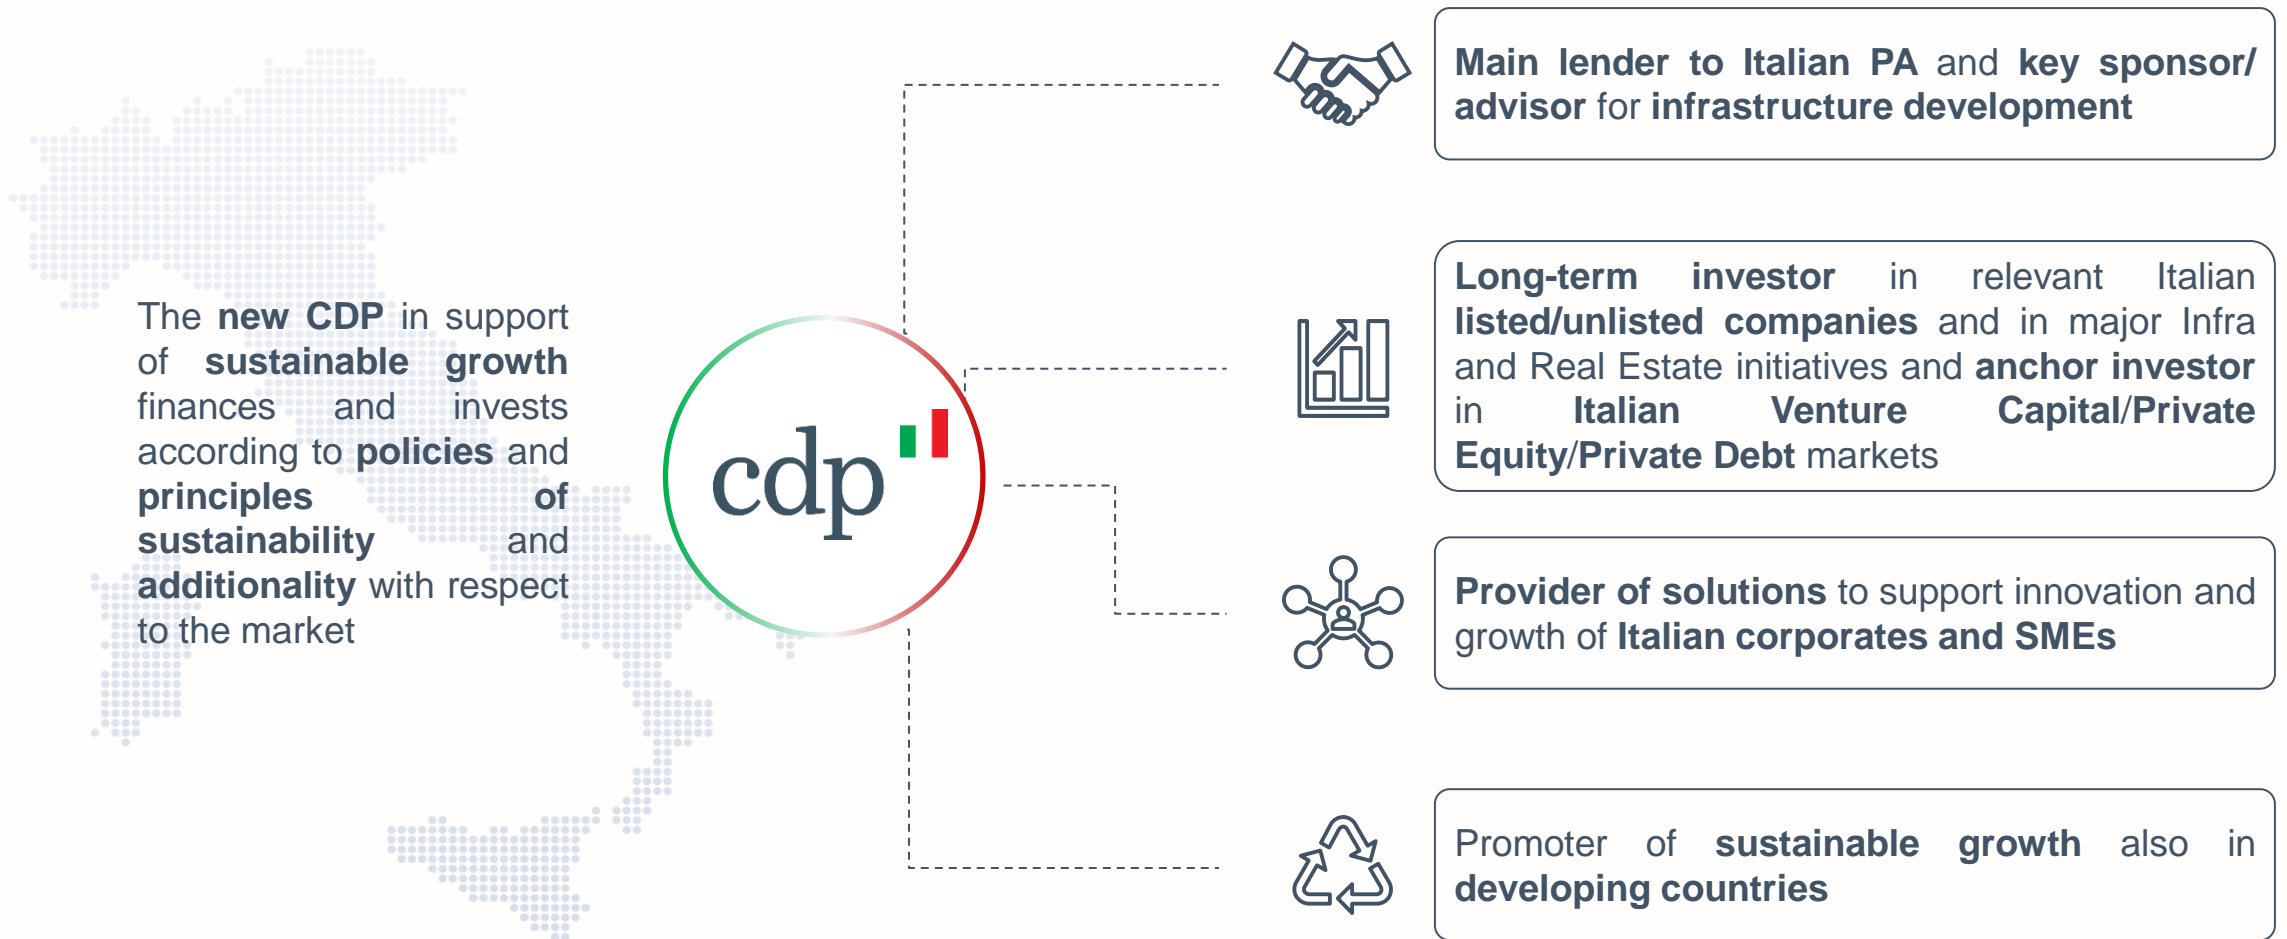 The new CDP in support
of sustainable growth
finances and invests
according to policies and
principles of
sustainability and
additionality with respect
to the market
cdp
Main lender to Italian PA and key sponsor/
advisor for infrastructure development
Long-term investor in relevant Italian
listed/unlisted companies and in major Infra
and Real Estate initiatives and anchor investor
in Italian Venture Capital/Private
Equity/Private Debt markets
Provider of solutions to support innovation and
growth of Italian corporates and SMEs
Promoter of sustainable growth also in
developing countries